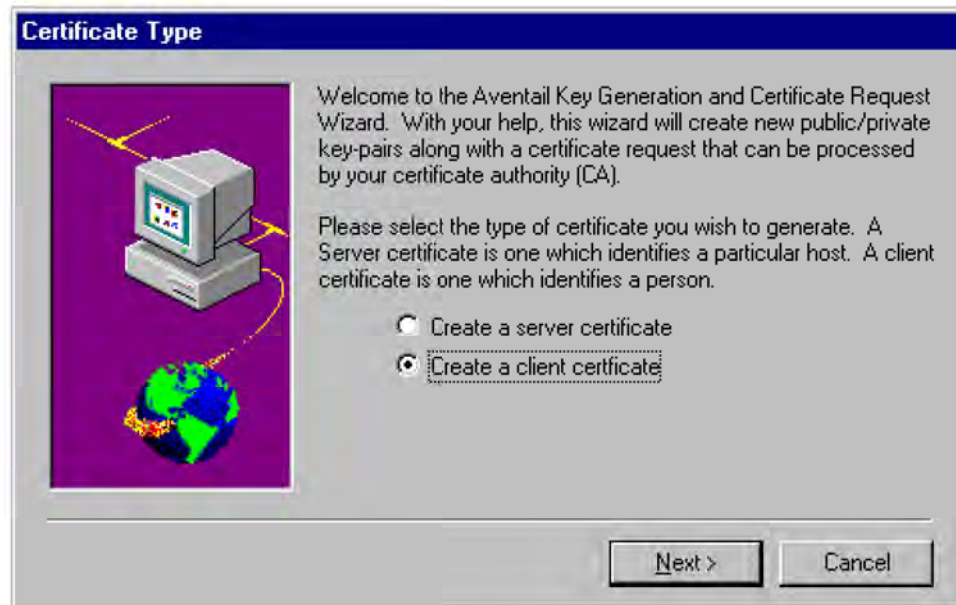 Certificate Type
Welcome to the Aventail Key Generation and Certificate Request
Wizard. With your help, this wizard will create new public/private
key-pairs along with a certificate request that can be processed
by your certificate authority (CA).
Please select the type of certificate you wish to generate. A
Server certificate is one which identifies a particular host. A client
certificate is one which identifies a person.
Create a server certificate
Create a client certficate
Next >
Cancel